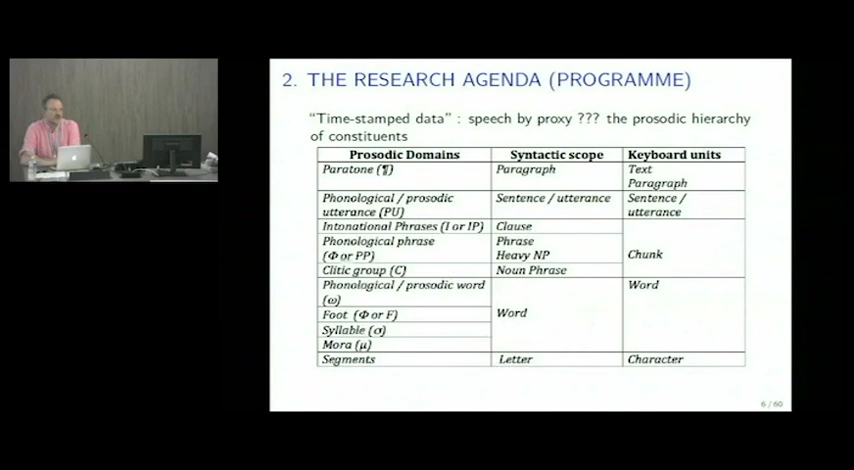 2. THE RESEARCH AGENDA (PROGRAMME)
“Time-stamped data” : speech by proxy ??? the prosodic hierarchy
of constituents
Prosodic Domains Syntactic scope Keyboard units
Paratone (¶) Paragraph Text
Paragraph
Phonological / prosodic Sentence / utterance Sentence /
utterance (PU) utterance
Intonational Phrases (I or IP) Clause
Phonological phrase Phrase
(Φ or PP) Heavy NP Chunk
Clitic group (C) Noun Phrase
Phonological / prosodic word Word
(ω)
Foot (Φ or F) Word
Syllable (σ)
Mora (μ)
Segments Letter Character
6 / 60